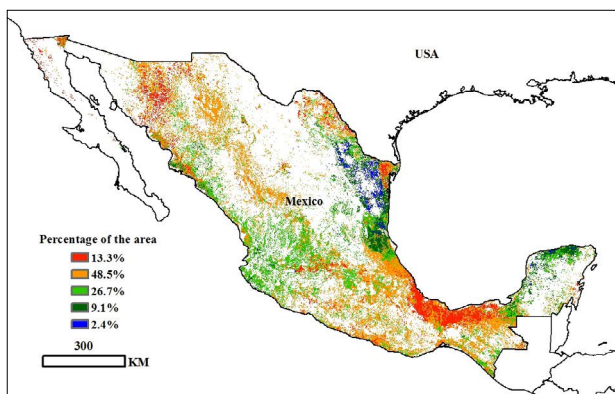 USA
Mexico
Percentage of the area
13.3%
48.5%
26.7%
9.1%
2.4%
300
KM